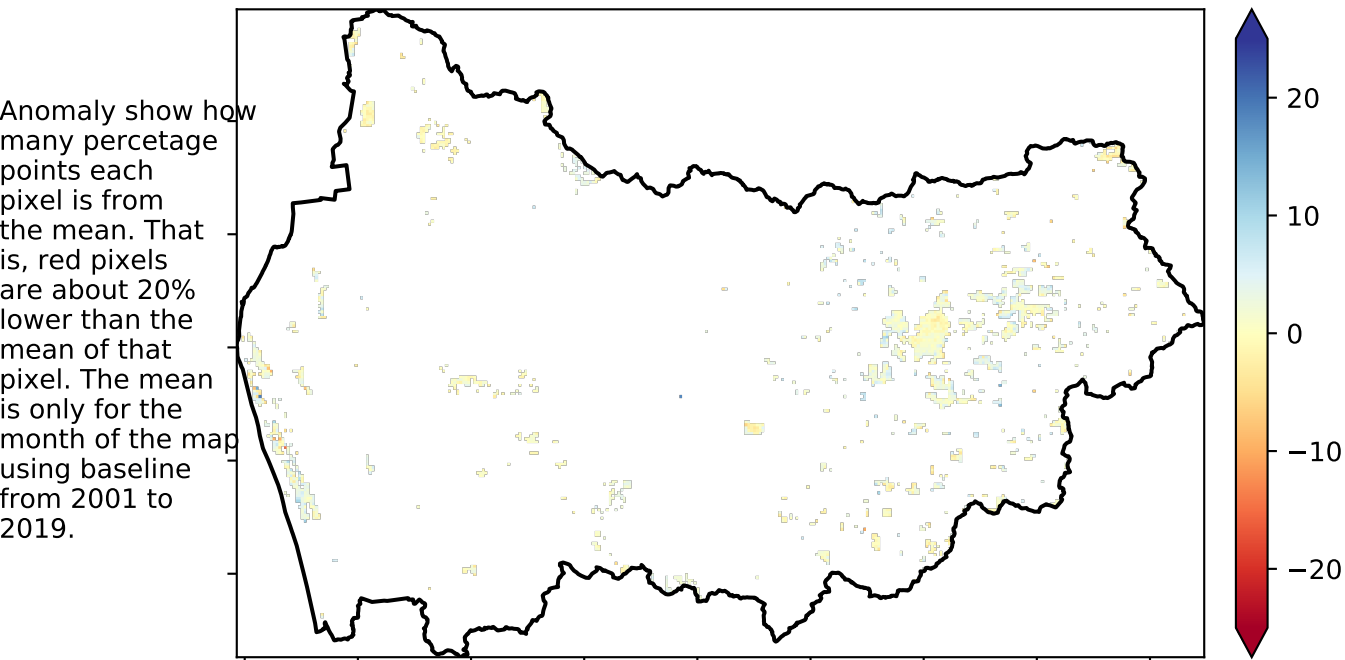 Anomaly show how
many percetage
points each
pixel is from
the mean. That
is, red pixels
are about 20%
lower than the
mean of that
pixel. The mean
is only for the
month of the map
using baseline
from 2001 to
2019.
20
10
0
−10
−20